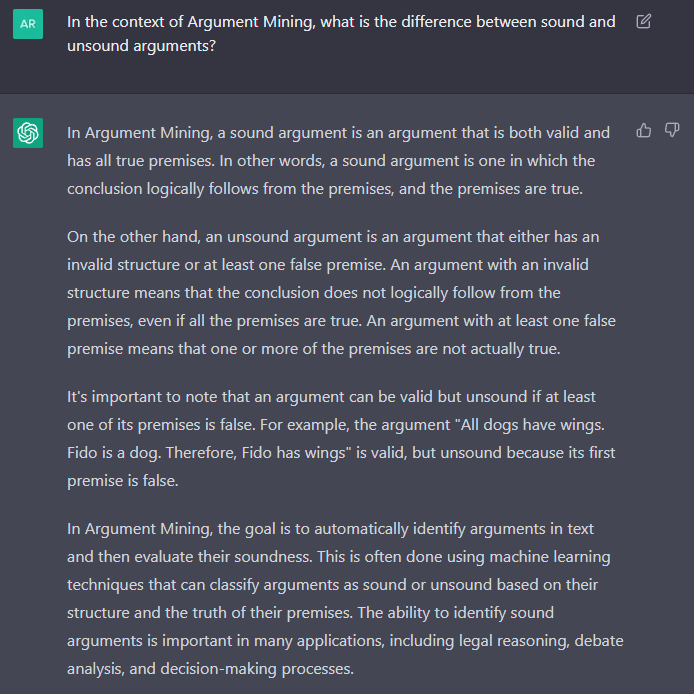 AR
In the context of Argument Mining, what is the difference between sound and
unsound arguments?
In Argument Mining, a sound argument is an argument that is both valid and
has all true premises. In other words, a sound argument is one in which the
conclusion logically follows from the premises, and the premises are true.
On the other hand, an unsound argument is an argument that either has an
invalid structure or at least one false premise. An argument with an invalid
structure means that the conclusion does not logically follow from the
premises, even if all the premises are true. An argument with at least one false
premise means that one or more of the premises are not actually true.
It's important to note that an argument can be valid but unsound if at least
one of its premises is false. For example, the argument "All dogs have wings.
Fido is a dog. Therefore, Fido has wings" is valid, but unsound because its first
premise is false.
In Argument Mining, the goal is to automatically identify arguments in text
and then evaluate their soundness. This is often done using machine learning
techniques that can classify arguments as sound or unsound based on their
structure and the truth of their premises. The ability to identify sound
arguments is important in many applications, including legal reasoning, debate
analysis, and decision-making processes.